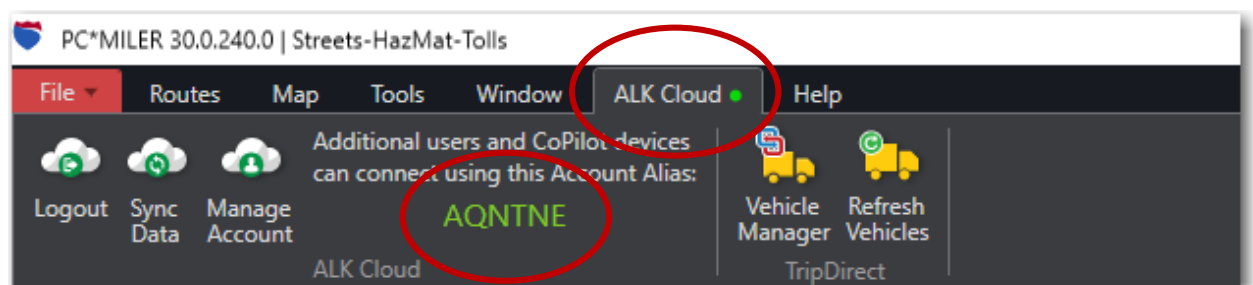 PC*MILER 30.0.240.0 | Streets-HazMat-Tolls
File Routes Map Tools Window ALK Cloud Help
Additional users and CoPilot devices
can connect using this Account Alias:
AQNTNE
Logout Sync Data Manage Account
Vehicle Manager Refresh Vehicles
ALK Cloud TripDirect